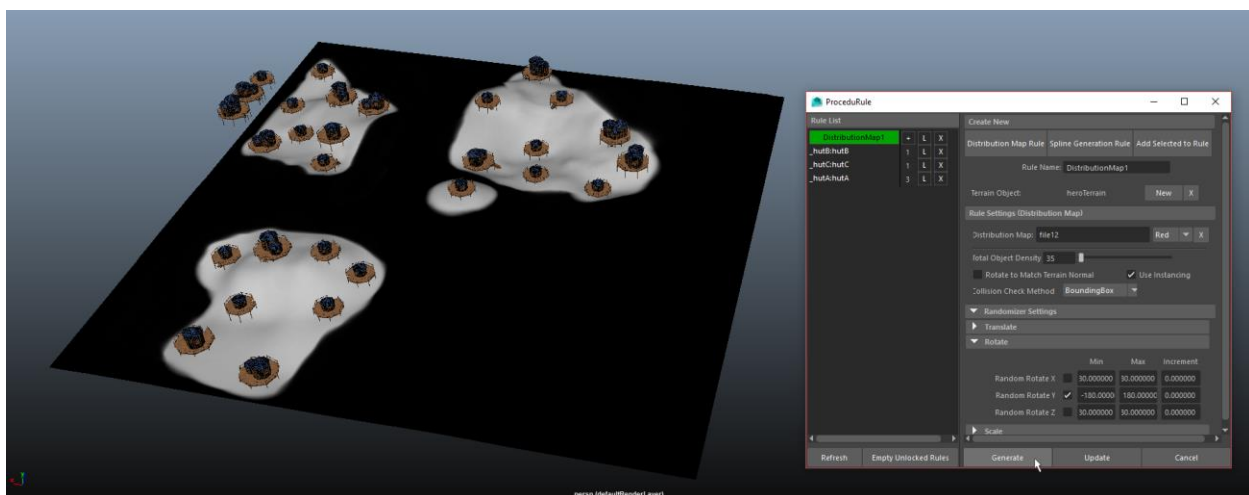 ProceduRule
Rule List
DistributionMap1 - L X
_hutB:hutB 1 L X
_hutC:hutC 1 L X
_hutA:hutA 3 L X
Refresh Empty Unlocked Rules
Create New
Distribution Map Rule Spline Generation Rule Add Selected to Rule
Rule Name: DistributionMap1
Terrain Object: heroTerrain New X
Rule Settings (Distribution Map)
Distribution Map: file12 Red X
Total Object Density 35
Rotate to Match Terrain Normal Use Instancing
Collision Check Method BoundingBox
Randomizer Settings
Translate
Rotate
Min Max Increment
Random Rotate X 30.000000 30.000000 0.000000
Random Rotate Y -180.0000 180.00000 0.000000
Random Rotate Z 30.000000 30.000000 0.000000
Scale
Generate Update Cancel
persp (defaultRenderLayer)